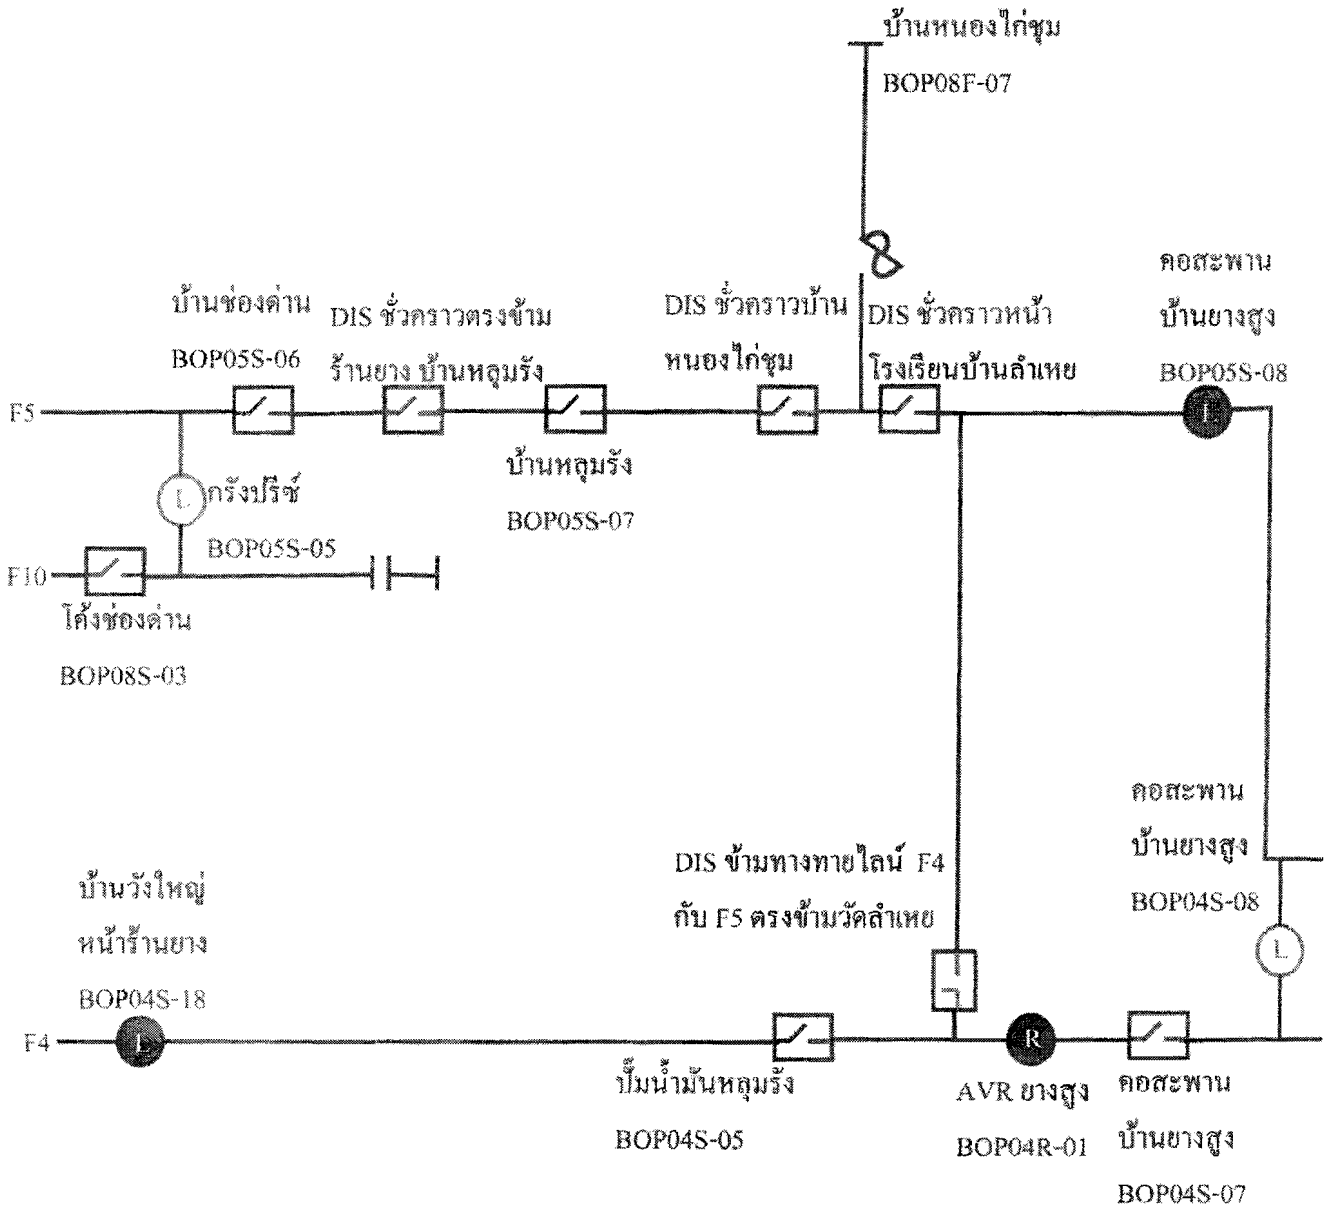 บ้านหนองไก่ชุม
BOP08F-07
คอสะพาน
บ้านยางสูง
BOP05S-08
บ้านช่องด่าน
BOP05S-06
DIS ชั่วคราวตรงข้าม
ร้านยาง บ้านหลุมรัง
DIS ชั่วคราวบ้าน
หนองไก่ชุม
DIS ชั่วคราวหน้า
โรงเรียนบ้านลำเหย
F5
L
บ้านหลุมรัง
BOP05S-07
L
กรังปรีซ์
BOP05S-05
F10
โค้งช่องด่าน
BOP08S-03
คอสะพาน
บ้านยางสูง
BOP04S-08
L
DIS ข้ามทางทายไลน์ F4
กับ F5 ตรงข้ามวัดลำเหย
บ้านวังใหญ่
หน้าร้านยาง
BOP04S-18
F4
L
R
ปั๊มน้ำมันหลุมรัง
BOP04S-05
AVR ยางสูง
BOP04R-01
คอสะพาน
บ้านยางสูง
BOP04S-07